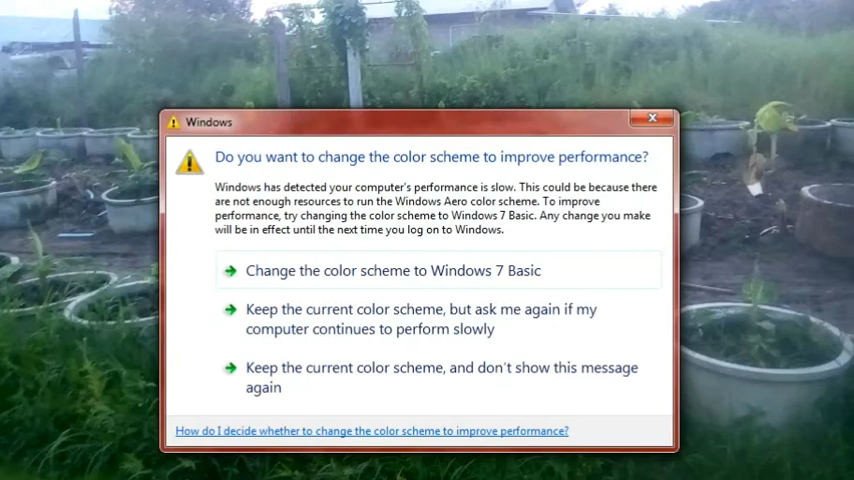 Windows
Do you want to change the color scheme to improve performance?
Windows has detected your computer's performance is slow. This could be because there
are not enough resources to run the Windows Aero color scheme. To improve
performance, try changing the color scheme to Windows 7 Basic. Any change you make
will be in effect until the next time you log on to Windows.
Change the color scheme to Windows 7 Basic
Keep the current color scheme, but ask me again if my
computer continues to perform slowly
Keep the current color scheme, and don't show this message
again
How do I decide whether to change the color scheme to improve performance?